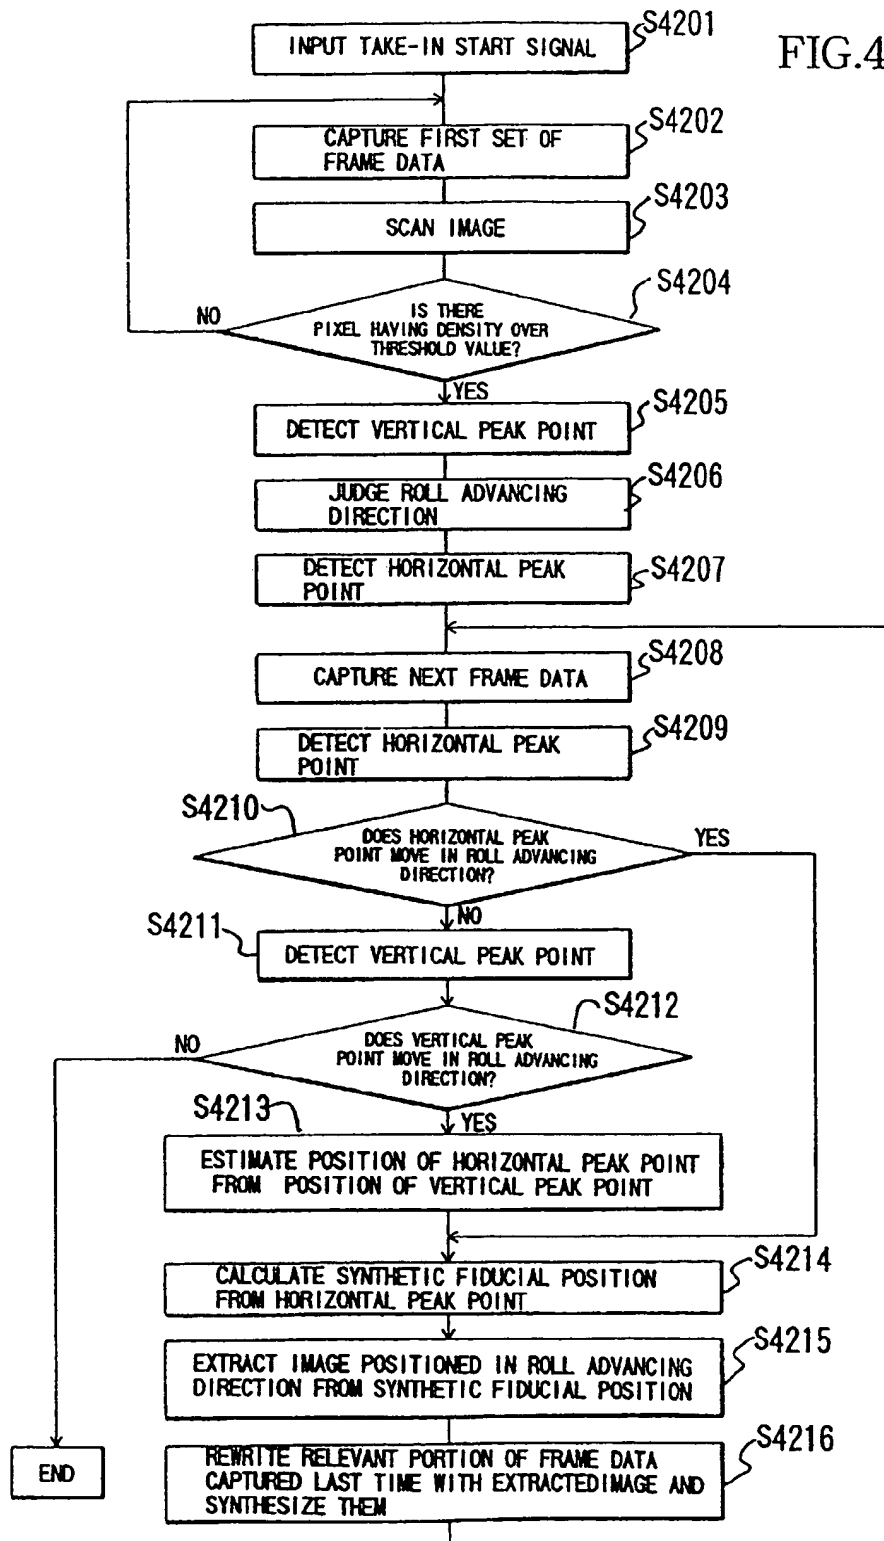 S4201
FIG.4
INPUT TAKE-IN START SIGNAL
S4202
CAPTURE FIRST SET OF
FRAME DATA
S4203
SCAN IMAGE
S4204
IS THERE
PIXEL HAVING DENSITY OVER
THRESHOLD VALUE?
NO
YES
S4205
DETECT VERTICAL PEAK POINT
S4206
JUDGE ROLL ADVANCING
DIRECTION
S4207
DETECT HORIZONTAL PEAK
POINT
S4208
CAPTURE NEXT FRAME DATA
S4209
DETECT HORIZONTAL PEAK
POINT
S4210
DOES HORIZONTAL PEAK
POINT MOVE IN ROLL ADVANCING
DIRECTION?
YES
NO
S4211
DETECT VERTICAL PEAK POINT
S4212
DOES VERTICAL PEAK
POINT MOVE IN ROLL ADVANCING
DIRECTION?
NO
YES
S4213
ESTIMATE POSITION OF HORIZONTAL PEAK POINT
FROM POSITION OF VERTICAL PEAK POINT
S4214
CALCULATE SYNTHETIC FIDUCIAL POSITION
FROM HORIZONTAL PEAK POINT
S4215
EXTRACT IMAGE POSITIONED IN ROLL ADVANCING
DIRECTION FROM SYNTHETIC FIDUCIAL POSITION
S4216
REWRITE RELEVANT PORTION OF FRAME DATA
CAPTURED LAST TIME WITH EXTRACTEDIMAGE AND
SYNTHESIZE THEM
END